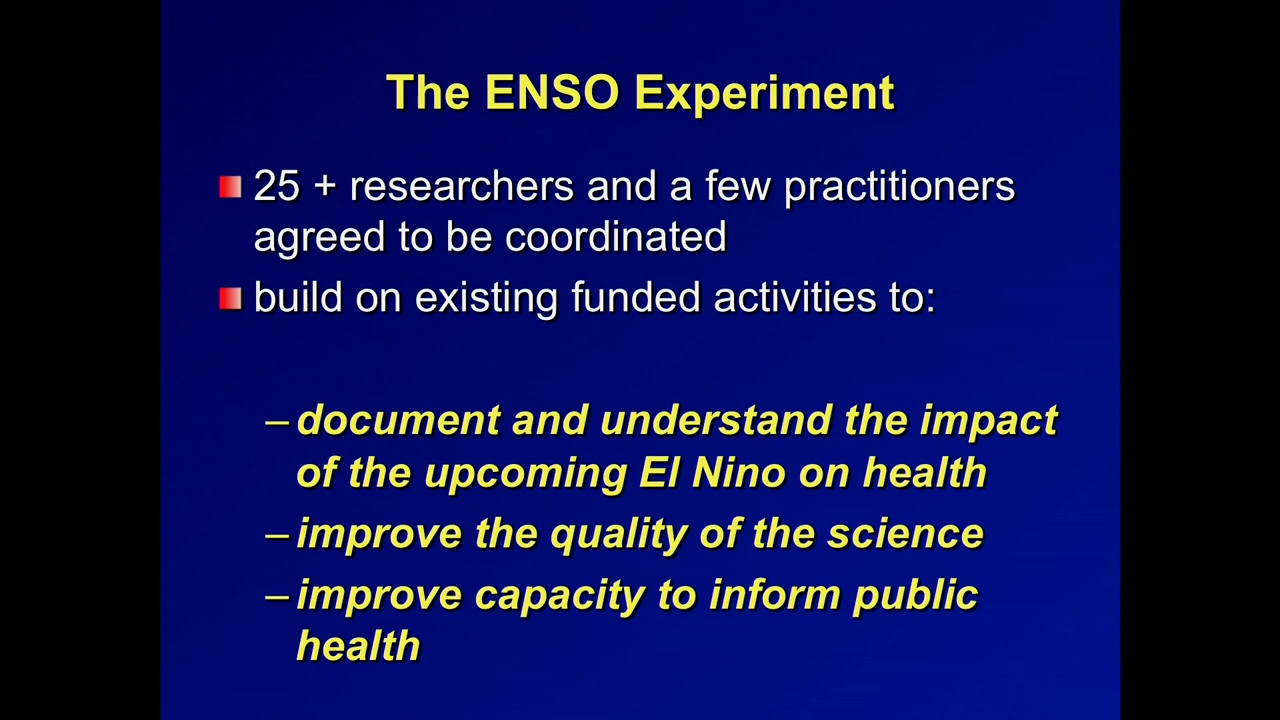 The ENSO Experiment
25 + researchers and a few practitioners
agreed to be coordinated
build on existing funded activities to:
– document and understand the impact
of the upcoming El Nino on health
– improve the quality of the science
– improve capacity to inform public
health